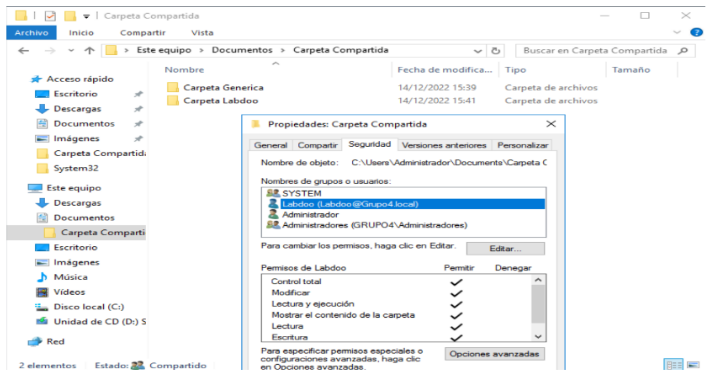 Carpeta Compartida
Archivo Inicio Compartir Vista
Este equipo > Documentos > Carpeta Compartida
Buscar en Carpeta Compartida
Nombre Fecha de modifica... Tipo Tamaño
Acceso rápido
Escritorio
Descargas
Documentos
Imágenes
Carpeta Compartid
System32
Este equipo
Descargas
Documentos
Carpeta Comparti
Escritorio
Imágenes
Música
Vídeos
Disco local (C:)
Unidad de CD (D:) S
Red
Carpeta Generica 14/12/2022 15:39 Carpeta de archivos
Carpeta Labdoo 14/12/2022 15:41 Carpeta de archivos
Propiedades: Carpeta Compartida
General Compartir Seguridad Versiones anteriores Personalizar
Nombre de objeto: C:\Users\Administrador\Documents\Carpeta C
Nombres de grupos o usuarios:
SYSTEM
Labdoo (Labdoo@Grupo4.local)
Administrador
Administradores (GRUPO4\Administradores)
Para cambiar los permisos, haga clic en Editar. Editar...
Permisos de Labdoo Permitir Denegar
Control total
Modificar
Lectura y ejecución
Mostrar el contenido de la carpeta
Lectura
Escritura
Para especificar permisos especiales o
configuraciones avanzadas, haga clic
en Opciones avanzadas.
Opciones avanzadas
2 elementos Estado: Compartido